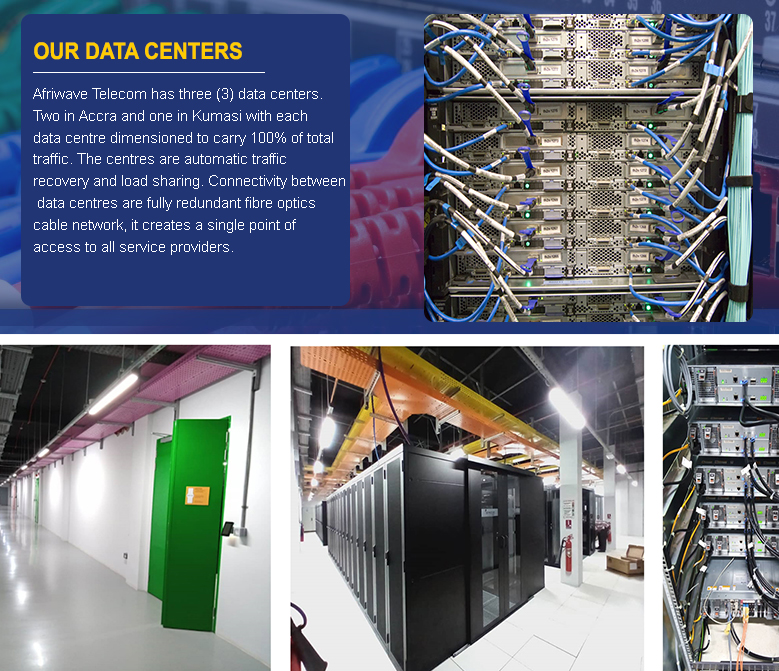 OUR DATA CENTERS
Afriwave Telecom has three (3) data centers.
Two in Accra and one in Kumasi with each
data centre dimensioned to carry 100% of total
traffic. The centres are automatic traffic
recovery and load sharing. Connectivity between
data centres are fully redundant fibre optics
cable network, it creates a single point of
access to all service providers.